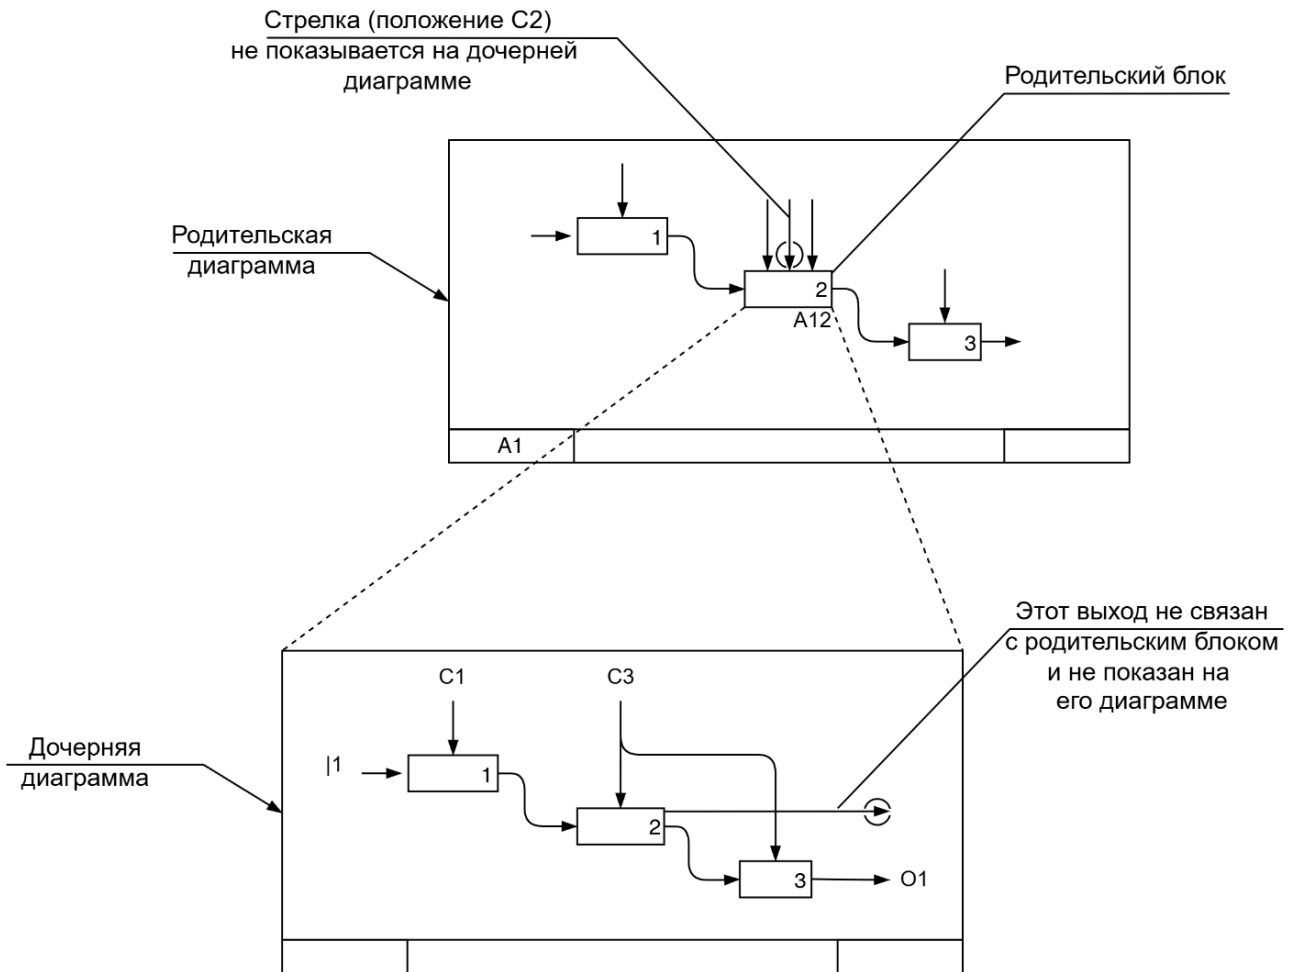 Стрелка (положение C2)
не показывается на дочерней
диаграмме
Родительский блок
Родительская
диаграмма
1
2
A12
3
A1
Этот выход не связан
с родительским блоком
и не показан на
его диаграмме
C1
C3
Дочерняя
диаграмма
|1
1
2
3
O1